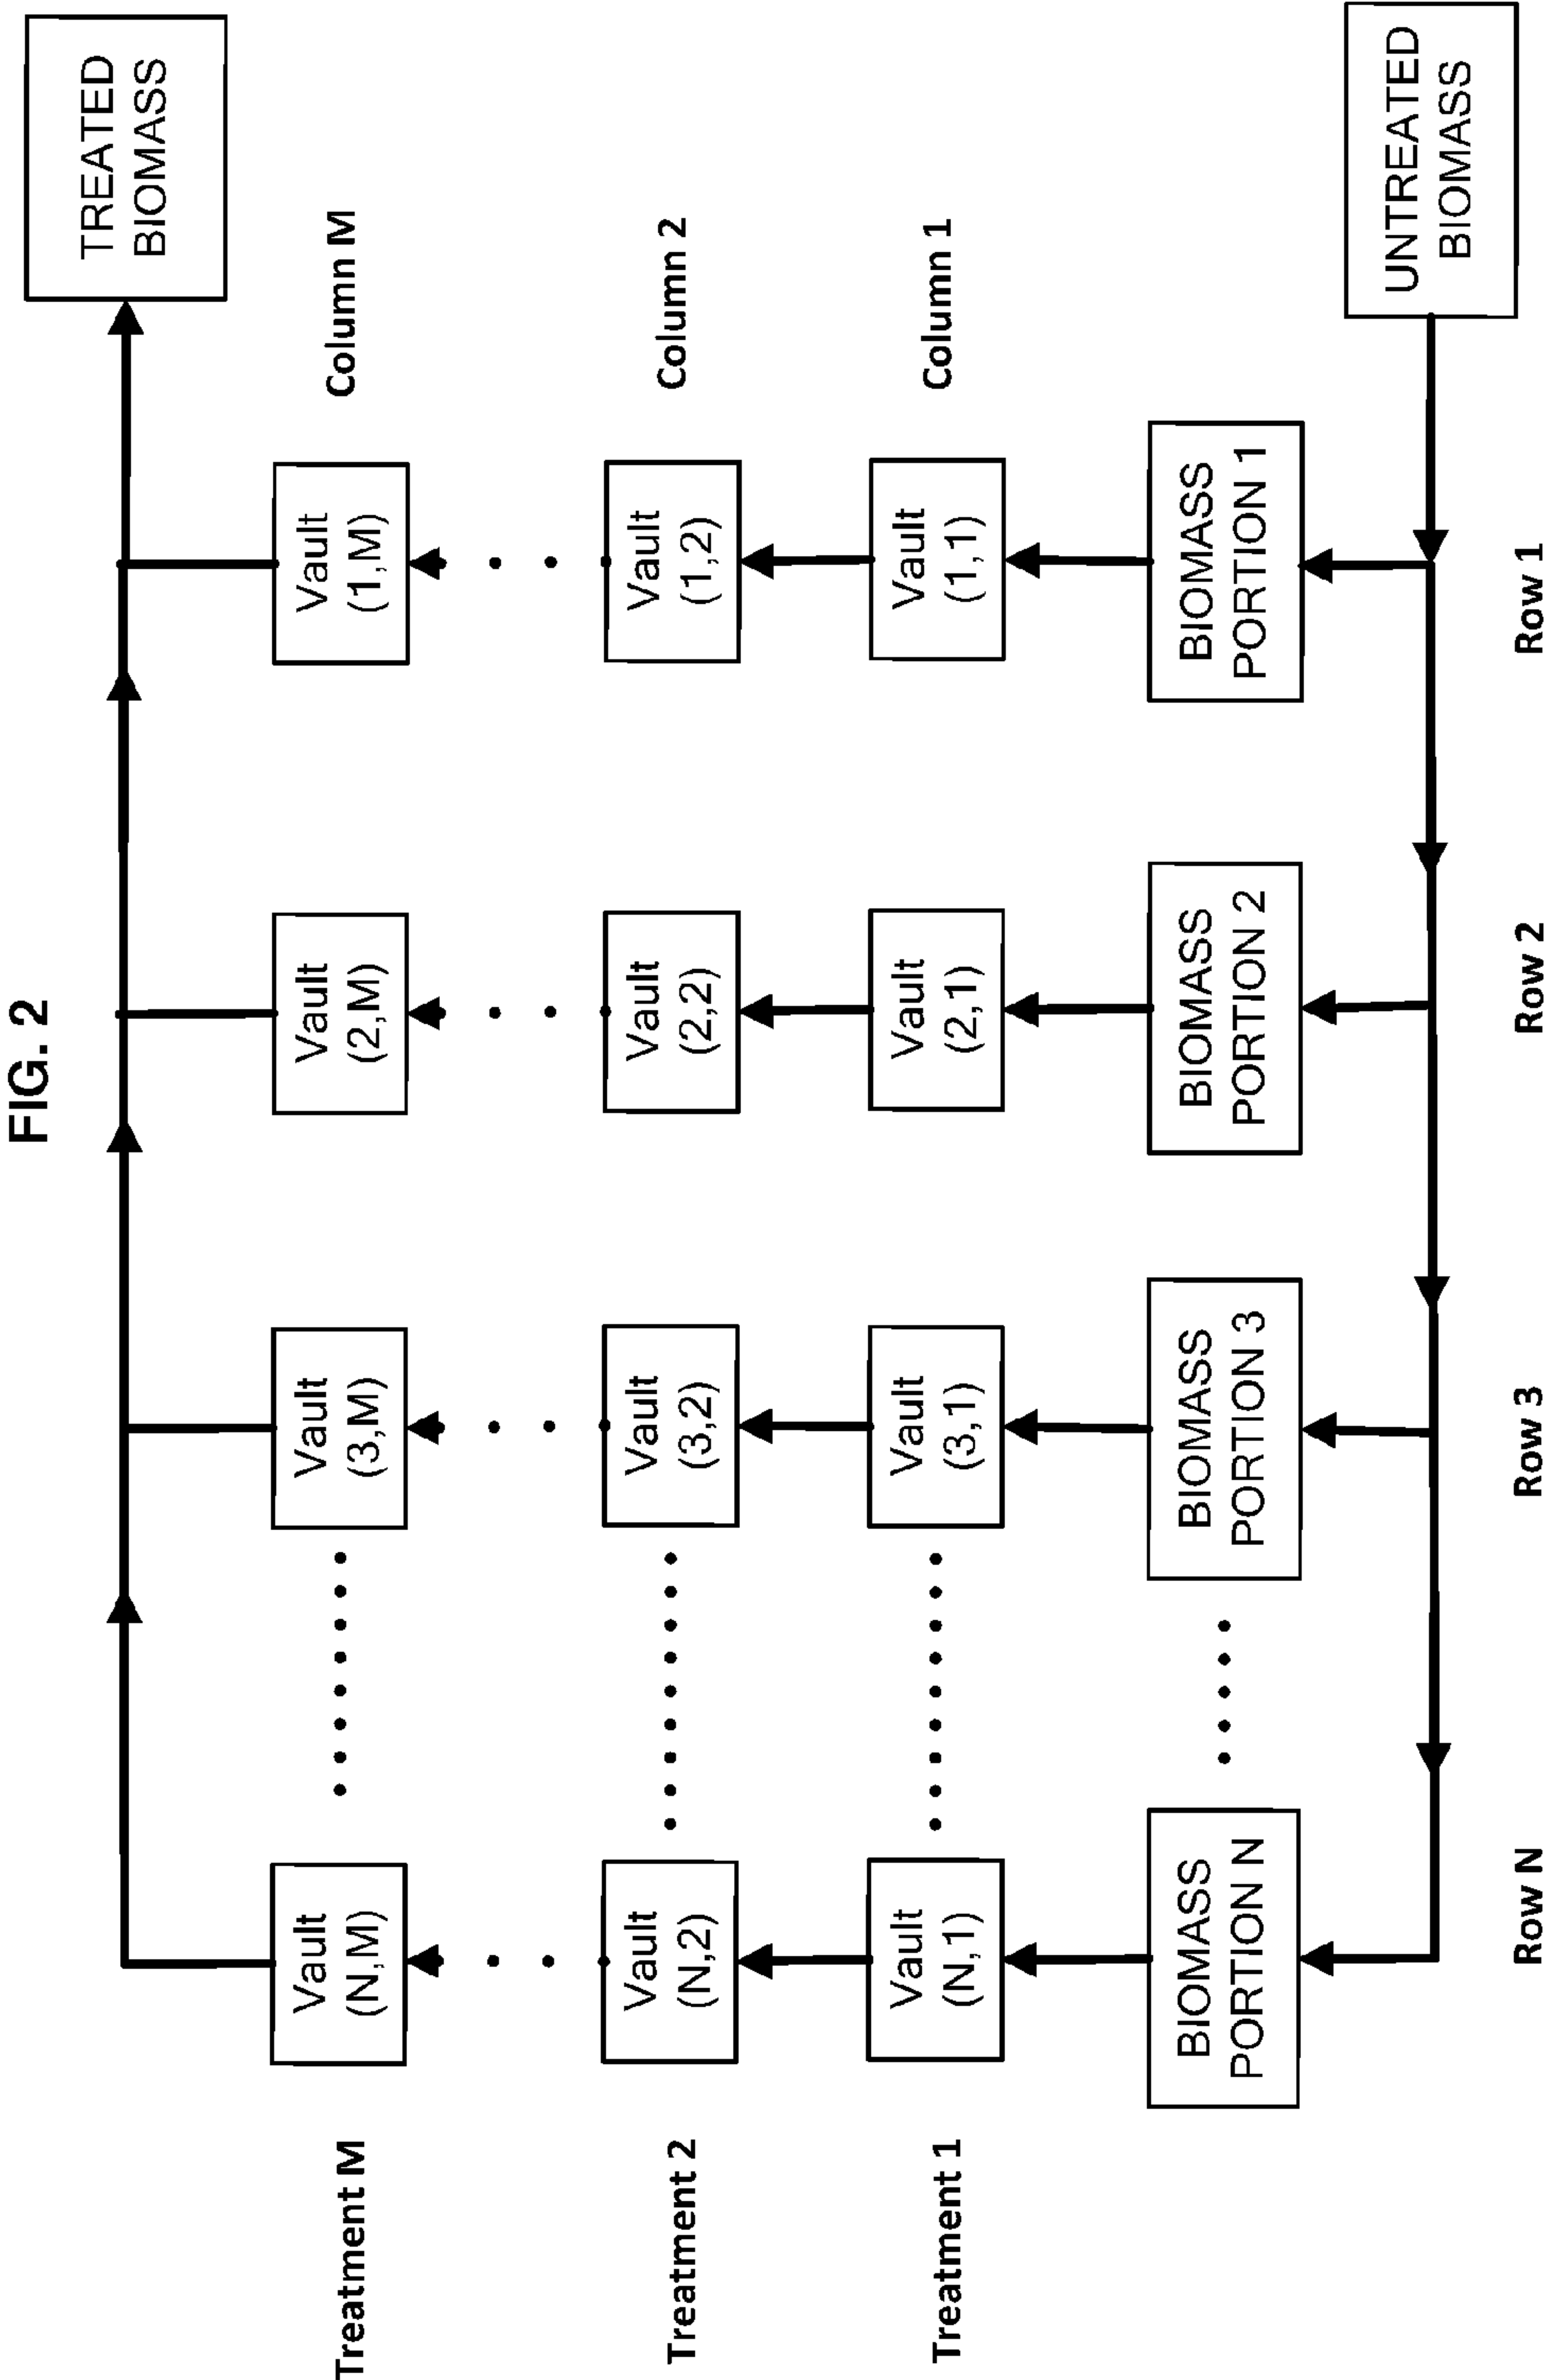 FIG. 2
TREATED
BIOMASS
Treatment M
Vault
(N,M)
Vault
(3,M)
Vault
(2,M)
Vault
(1,M)
Column M
Treatment 2
Vault
(N,2)
Vault
(3,2)
Vault
(2,2)
Vault
(1,2)
Column 2
Treatment 1
Vault
(N,1)
Vault
(3,1)
Vault
(2,1)
Vault
(1,1)
Column 1
BIOMASS
PORTION N
BIOMASS
PORTION 3
BIOMASS
PORTION 2
BIOMASS
PORTION 1
UNTREATED
BIOMASS
Row N
Row 3
Row 2
Row 1